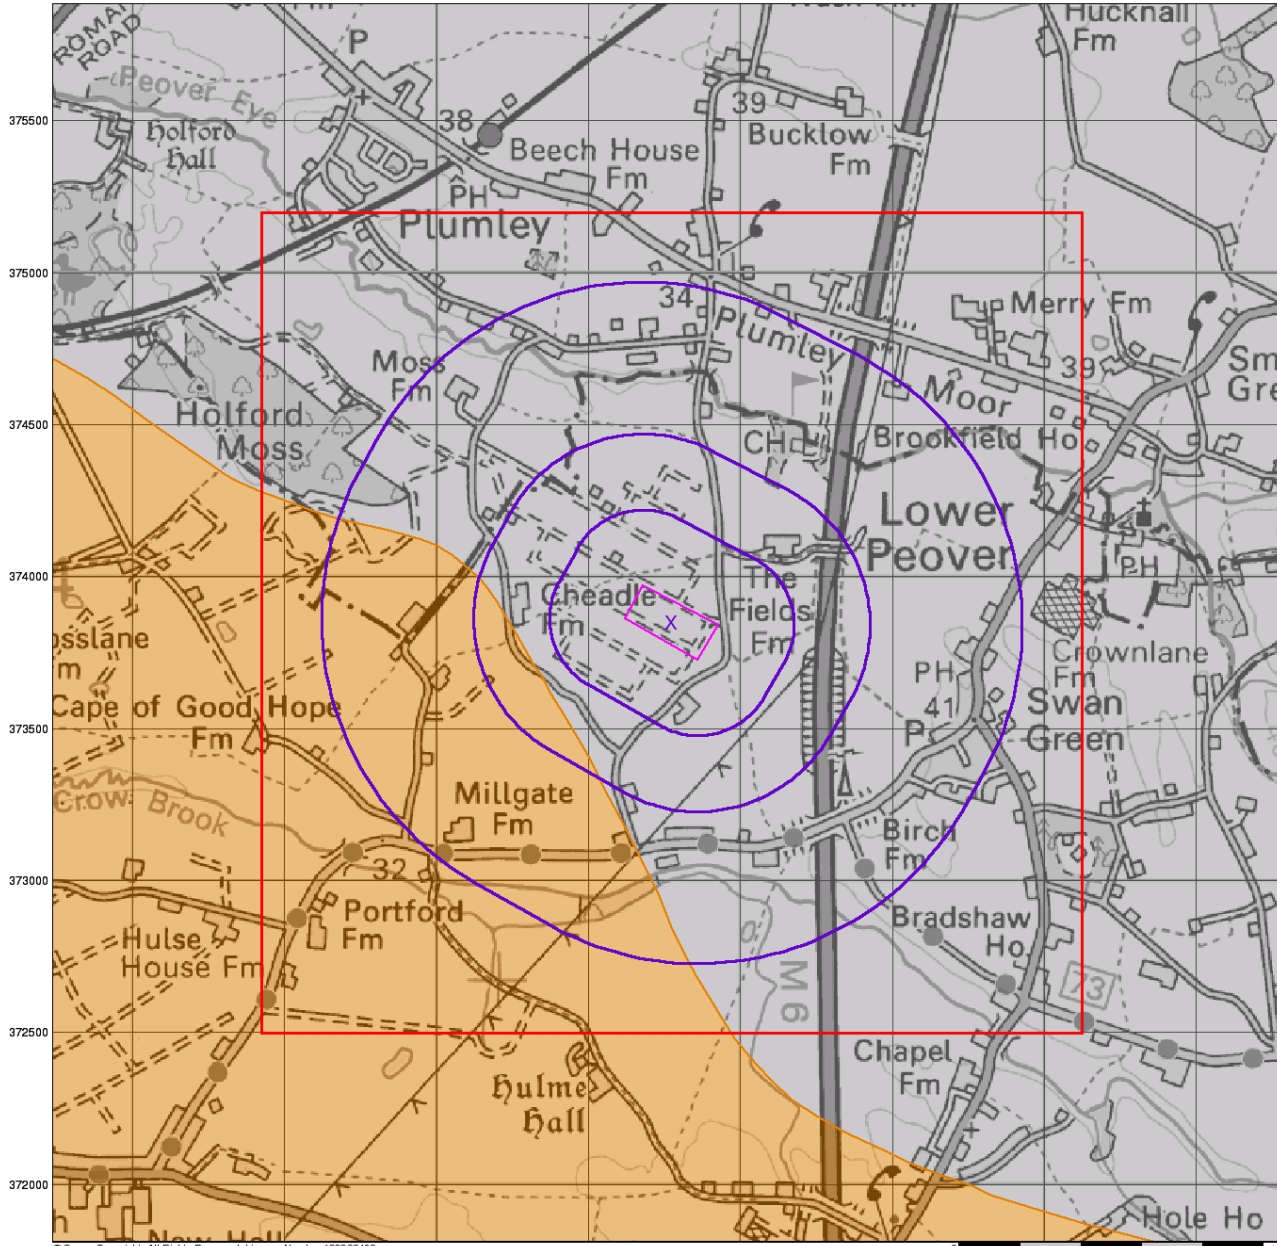 Hucknall
Fm
ROMAN
ROAD
P
Peover Eye
Holford
Hall
38
39
Bucklow
Fm
Beech House
Fm
PH
Plumley
375500
375000
34
Plumley
Moor
Merry Fm
39
Moss
Fm
Holford
Moss
374500
CH
Brookfield Ho
Lower
Peover
PH
374000
Cheadle
Fm
X
The
Fields
Fm
Crownlane
Fm
PH
41
Swan
Green
P
Cape of Good Hope
Fm
373500
Crow Brook
Millgate
Fm
32
Birch
Fm
373000
Portford
Fm
Hulse
House Fm
Bradshaw
Ho
M 6
73
372500
Chapel
Fm
Hulme
Hall
372000
Hole Ho